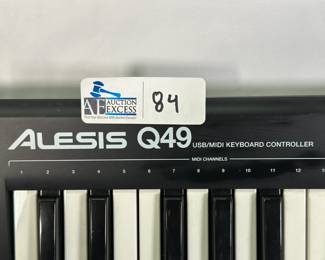 AE AUCTION
EXCESS
84
ALESIS Q49 USB/MIDI KEYBOARD CONTROLLER
MIDI CHANNELS
1 2 3 4 5 6 7 8 9 10 11 12